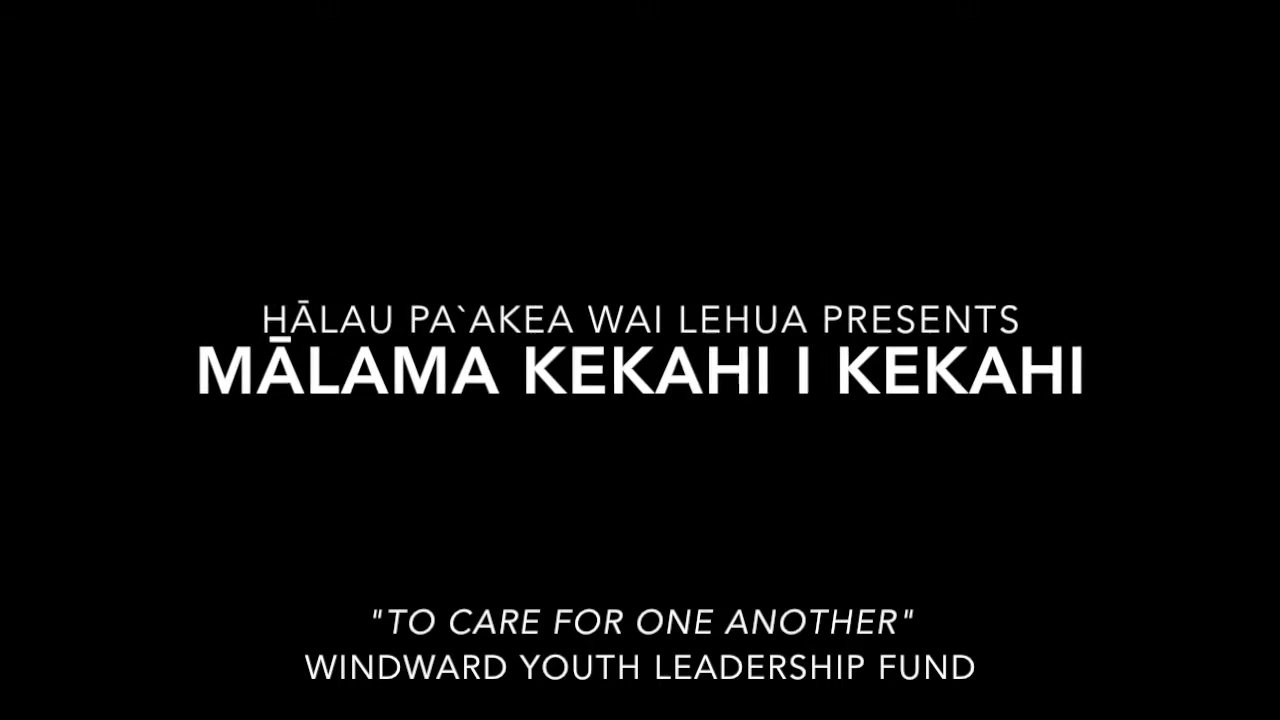 HĀLAU PA`AKEA WAI LEHUA PRESENTS
MĀLAMA KEKAHI I KEKAHI
"TO CARE FOR ONE ANOTHER"
WINDWARD YOUTH LEADERSHIP FUND